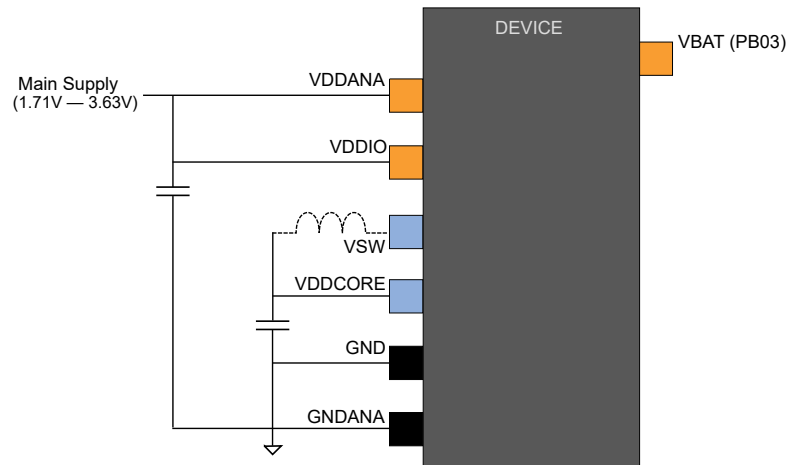 DEVICE
VBAT (PB03)
VDDANA
Main Supply
(1.71V — 3.63V)
VDDIO
VSW
VDDCORE
GND
GNDANA